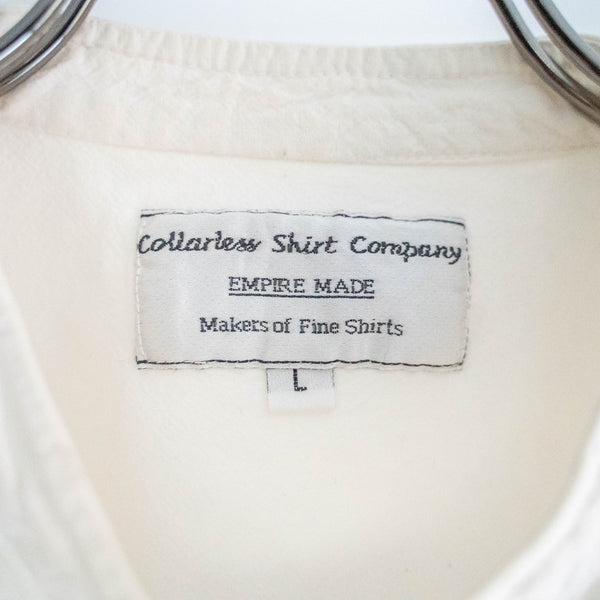 Collarless Shirt Company
EMPIRE MADE
Makers of Fine Shirts
L